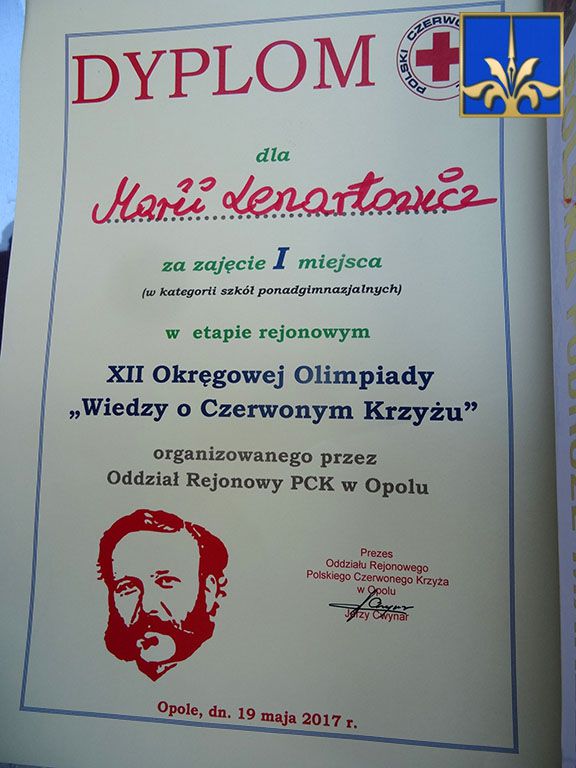 DYPLOM
POLSKI CZERWO
dla
Marii Lenartowicz
za zajęcie I miejsca
(w kategorii szkół ponadgimnazjalnych)
w etapie rejonowym
XII Okręgowej Olimpiady
„Wiedzy o Czerwonym Krzyżu”
organizowanego przez
Oddział Rejonowy PCK w Opolu
Prezes
Oddziału Rejonowego
Polskiego Czerwonego Krzyża
w Opolu
Jerzy Cwynar
Opole, dn. 19 maja 2017 r.